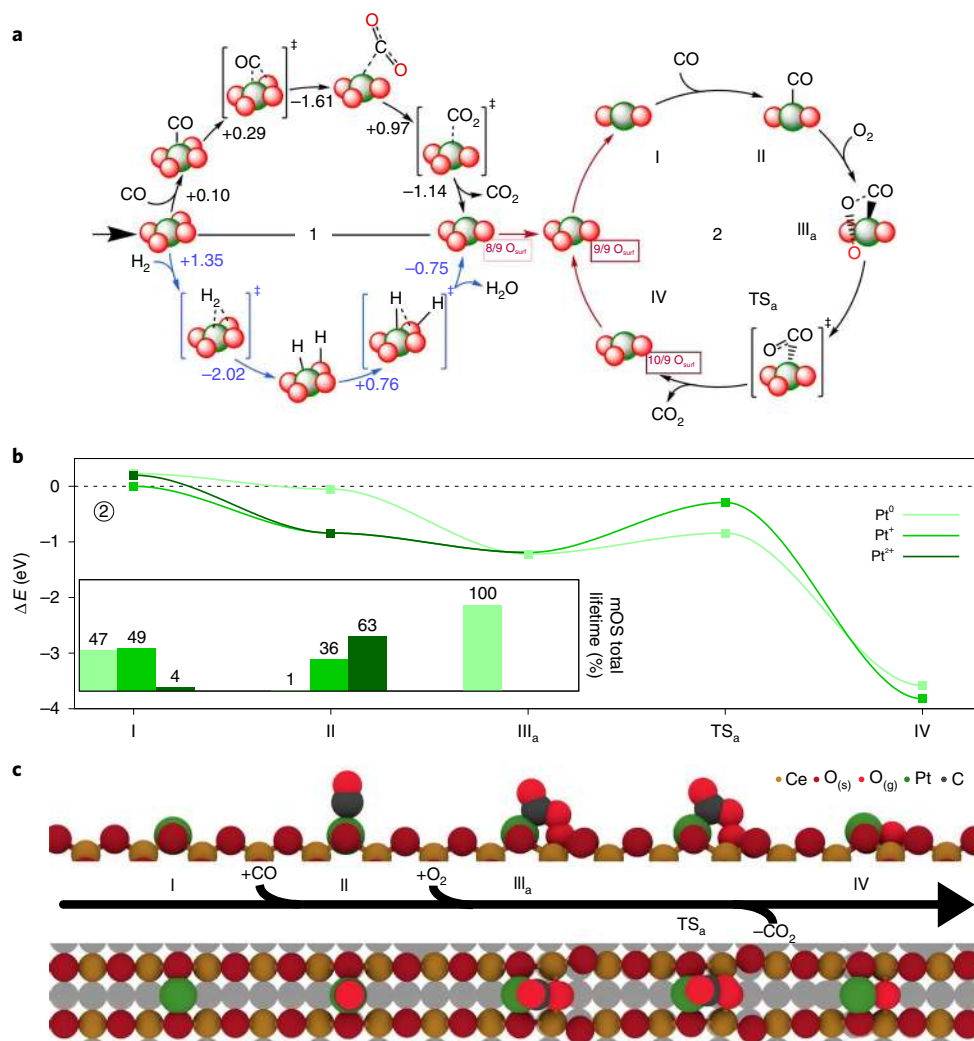 a
OC
‡
O
C
O
−1.61
CO
+0.29
+0.97
CO₂
‡
CO
+0.10
−1.14
CO₂
1
8/9 Osurf
H₂
+1.35
−0.75
H₂O
H₂
‡
−2.02
H
H
+0.76
H
H
‡
CO
I
CO
II
O₂
O
CO
O
IIIa
2
9/9 Osurf
IV
TSa
‡
O
CO
10/9 Osurf
CO₂
b
0
−1
−2
−3
−4
ΔE (eV)
2
Pt⁰
Pt⁺
Pt²⁺
47
49
4
1
36
63
100
mOS total
lifetime (%)
I
II
IIIa
TSa
IV
c
Ce
O(s)
O(g)
Pt
C
I
+CO
II
+O₂
IIIa
IV
TSa
−CO₂